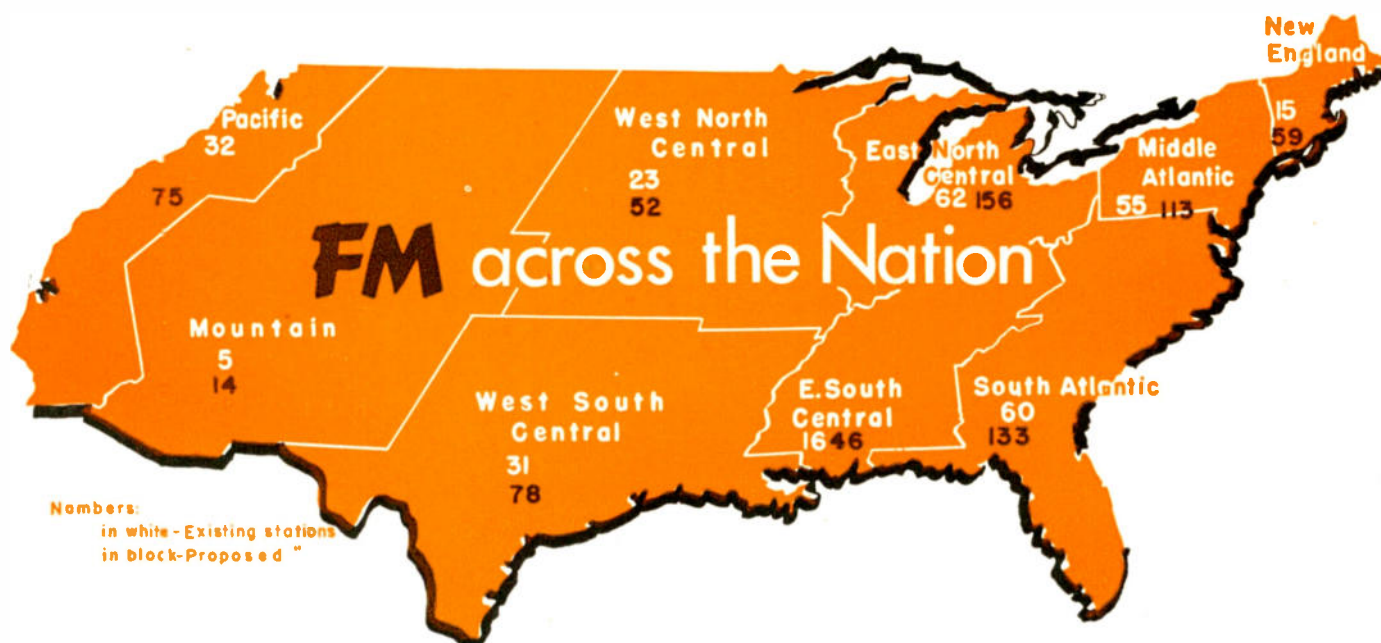 New
England
15
59
Pacific
32
75
West North
Central
23
52
East North
Central
62 156
Middle
Atlantic
55 113
FM across the Nation
Mountain
5
14
West South
Central
31
78
E. South
Central
16 46
South Atlantic
60
133
Numbers:
in white-Existing stations
in block-Proposed "